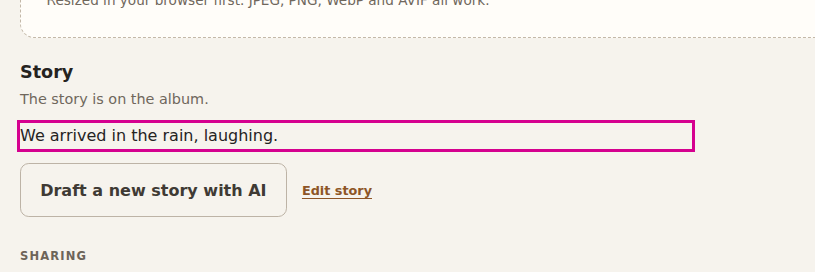 Resized in your browser first. JPEG, PNG, WebP and AVIF all work.
Story
The story is on the album.
We arrived in the rain, laughing.
Draft a new story with AI
Edit story
SHARING